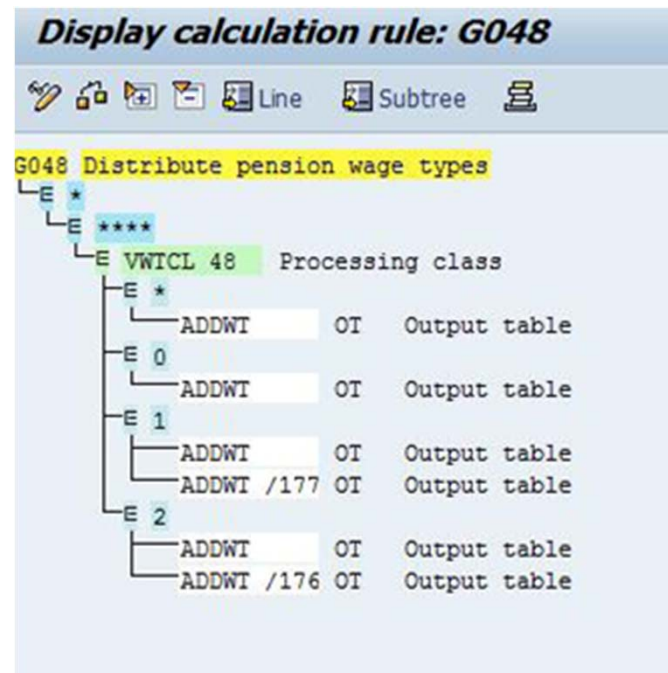 Display calculation rule: G048
Line Subtree
G048 Distribute pension wage types
*
****
VWTCL 48 Processing class
*
ADDWT OT Output table
0
ADDWT OT Output table
1
ADDWT OT Output table
ADDWT /177 OT Output table
2
ADDWT OT Output table
ADDWT /176 OT Output table